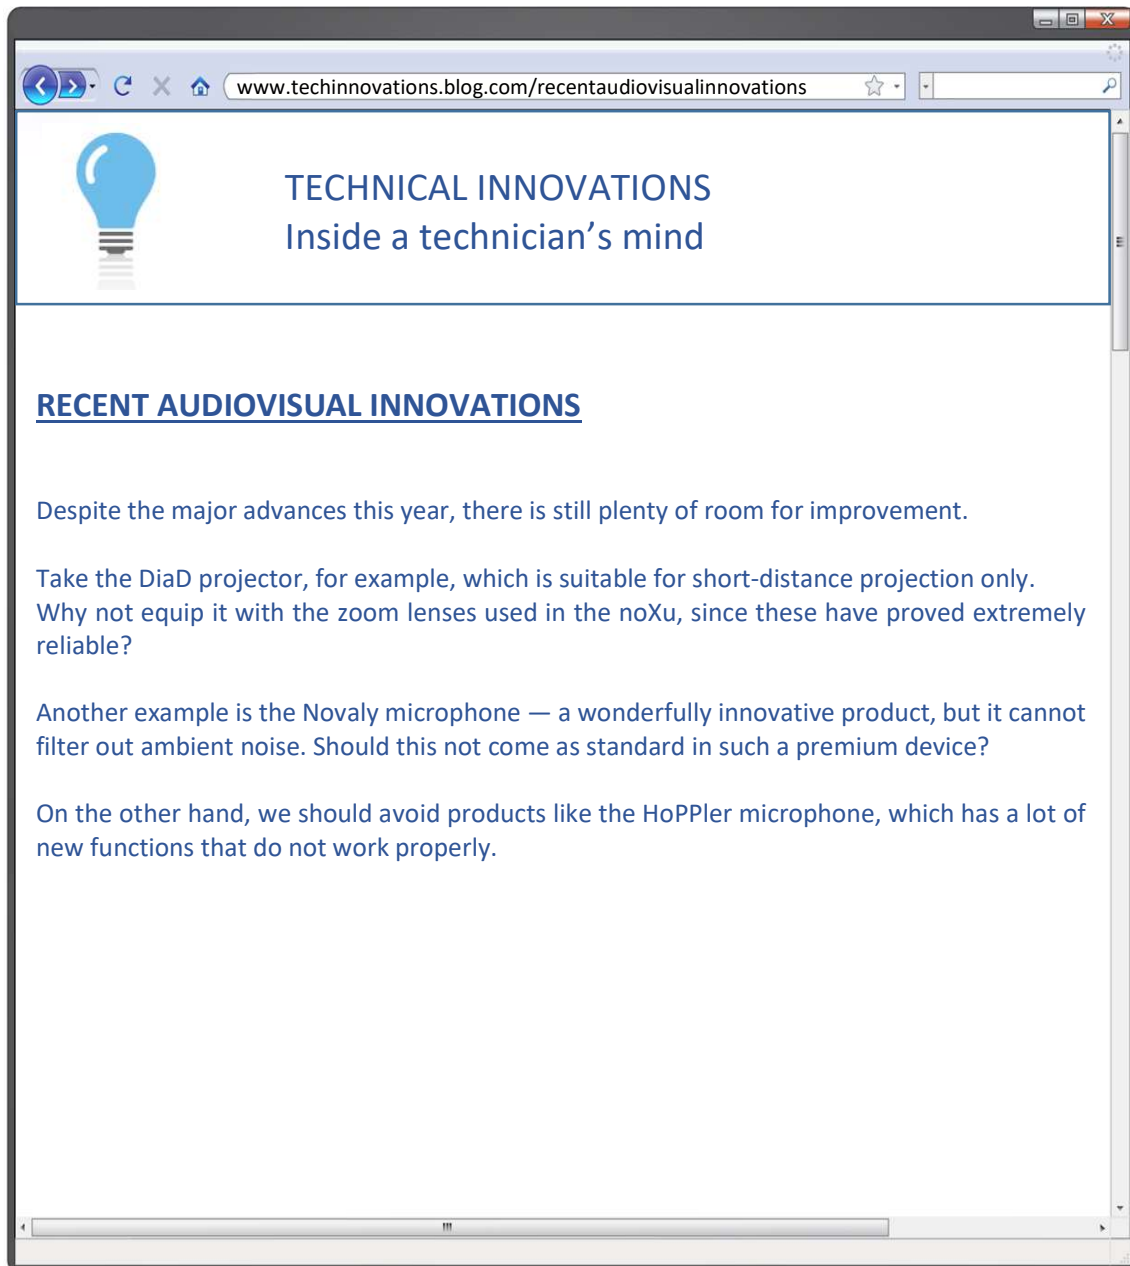 www.techinnovations.blog.com/recentaudiovisualinnovations
TECHNICAL INNOVATIONS
Inside a technician’s mind
RECENT AUDIOVISUAL INNOVATIONS
Despite the major advances this year, there is still plenty of room for improvement.
Take the DiaD projector, for example, which is suitable for short-distance projection only.
Why not equip it with the zoom lenses used in the noXu, since these have proved extremely
reliable?
Another example is the Novaly microphone — a wonderfully innovative product, but it cannot
filter out ambient noise. Should this not come as standard in such a premium device?
On the other hand, we should avoid products like the HoPPler microphone, which has a lot of
new functions that do not work properly.